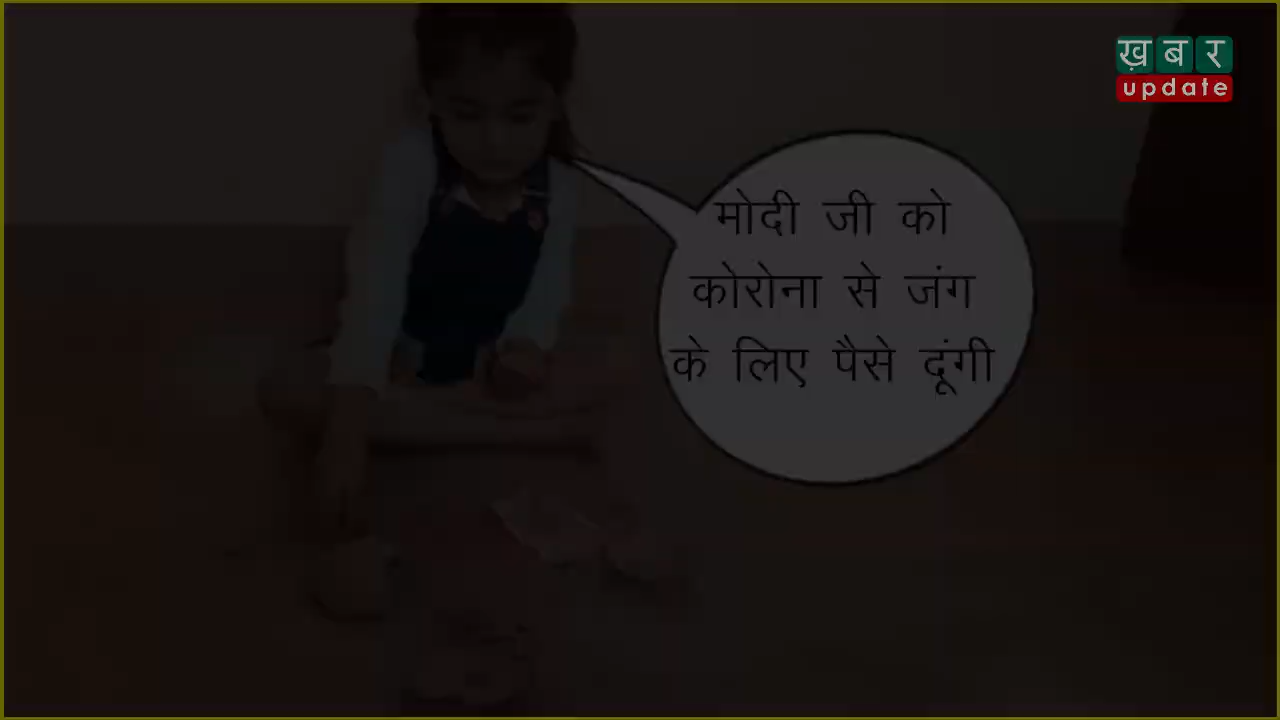 ख़बर
update
मोदी जी को
कोरोना से जंग
के लिए पैसे दूंगी